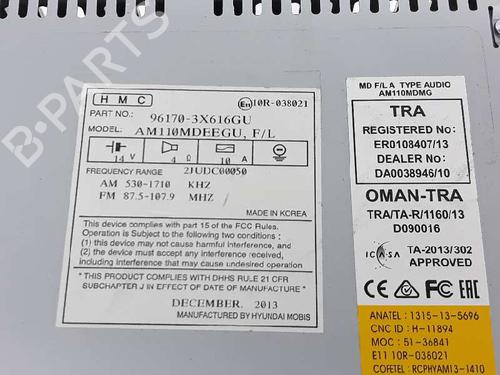 B-PARTS
HMC
En 10R-038021
PART NO. 96170-3X616GU
MODEL: AM110MDEEGU, F/L
14 V 4 Ω 10 A
FREQUENCY RANGE 2JUDC00050
AM 530-1710 KHZ
FM 87.5-107.9 MHZ
MADE IN KOREA
This device complies with part 15 of the FCC Rules.
Operation is Subject to the following two conditions:
(1) this device may not cause harmful interference, and
(2) the device must accept any interference received,
including interference that may cause undesired operation.
" THIS PRODUCT COMPLIES WITH DHHS RULE 21 CFR
SUBCHAPTER J IN EFFECT OF DATE OF MANUFACTURE "
DECEMBER. 2013
MANUFACTURED BY HYUNDAI MOBIS
MD F/L A TYPE AUDIO
AM110MDMG
TRA
REGISTERED No:
ER0108407/13
DEALER No:
DA0038946/10
OMAN-TRA
TRA/TA-R/1160/13
D090016
ICASA
TA-2013/302
APPROVED
ANATEL : 1315-13-5696
CNC ID : H-11894
MOC : 51-36841
E11 10R-038021
COFETEL : RCPHYAM13-1410